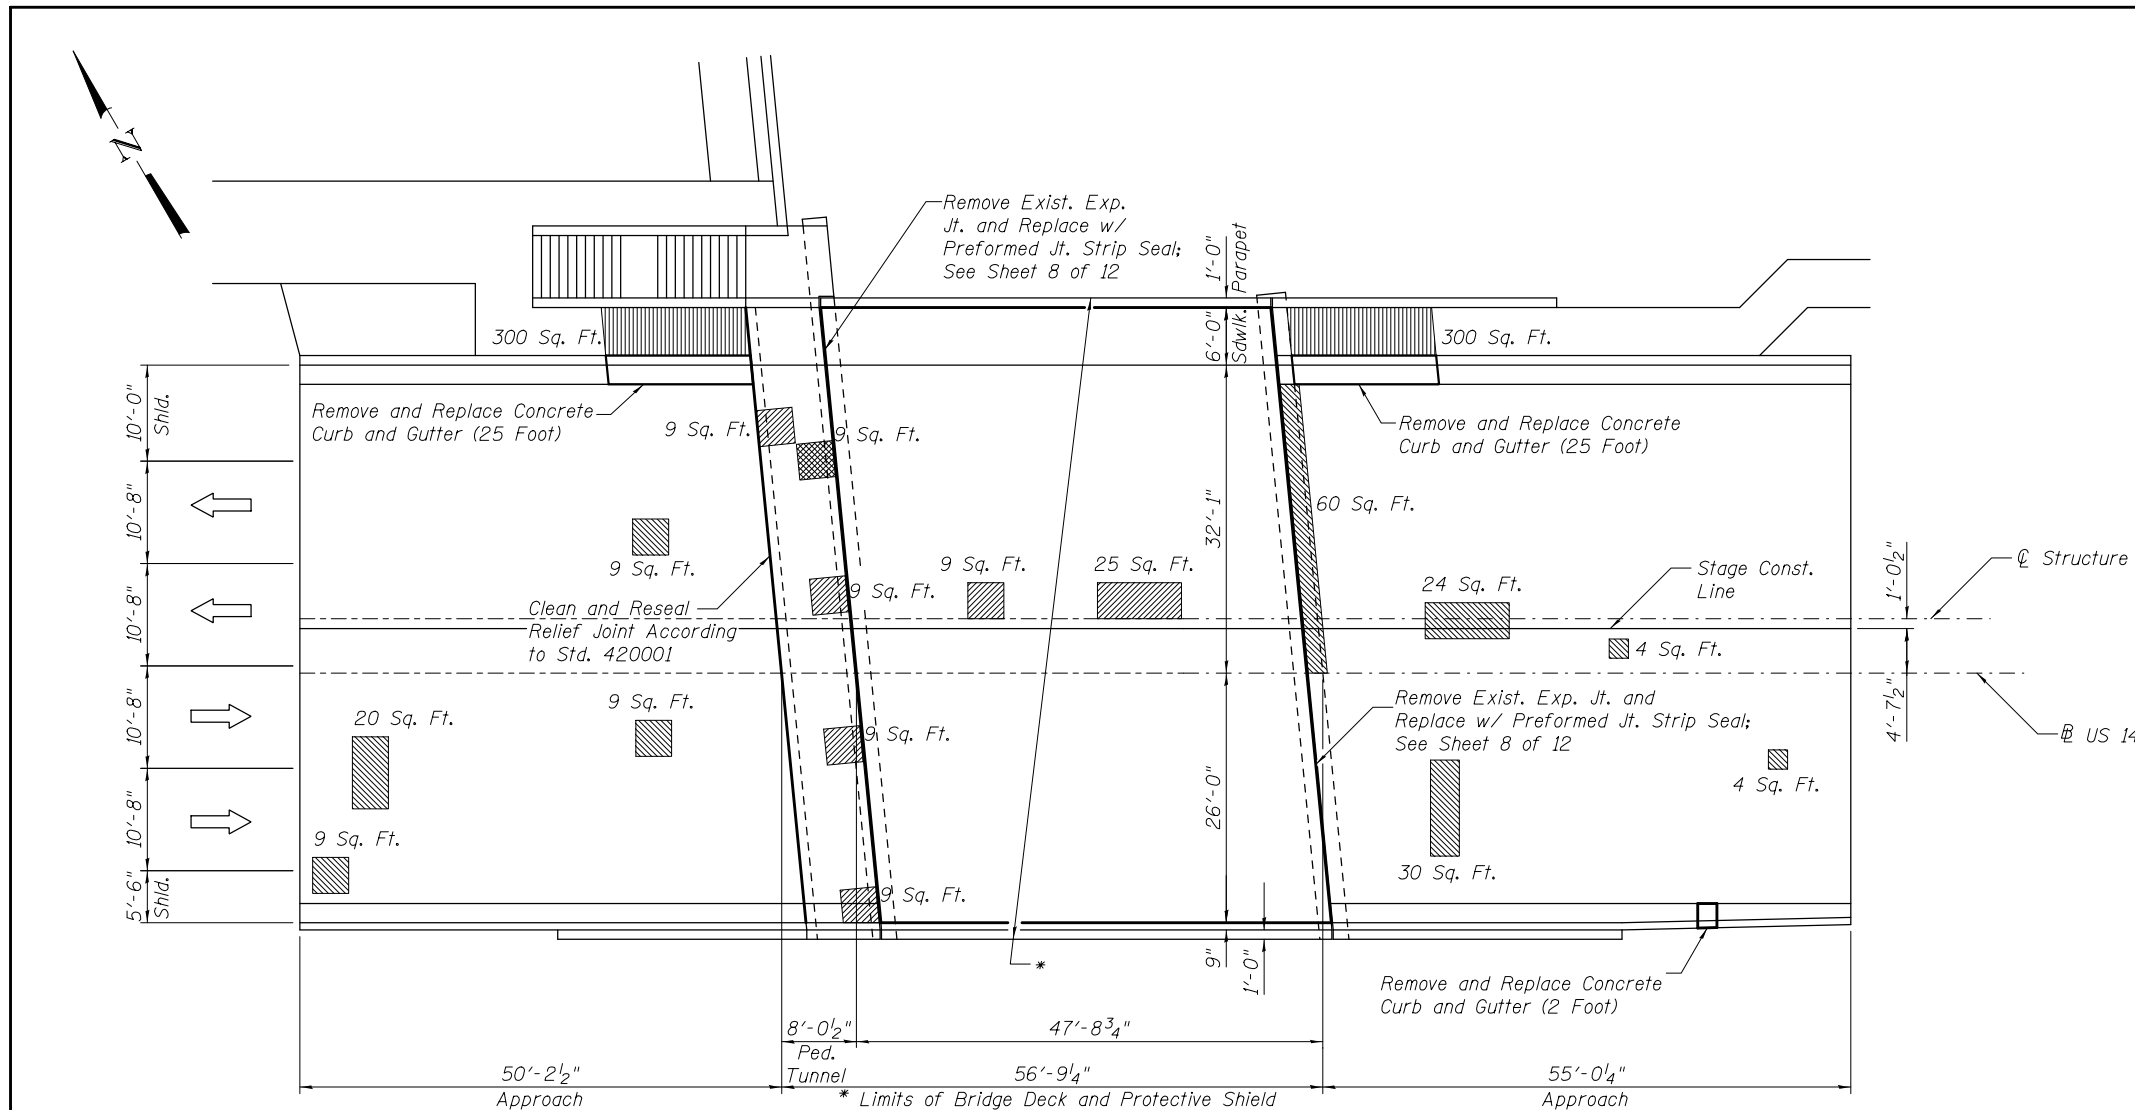 N
Remove Exist. Exp.
Jt. and Replace w/
Preformed Jt. Strip Seal;
See Sheet 8 of 12
1'-0"
Parapet
6'-0"
Sdwlk.
300 Sq. Ft.
300 Sq. Ft.
Remove and Replace Concrete
Curb and Gutter (25 Foot)
9 Sq. Ft.
9 Sq. Ft.
Remove and Replace Concrete
Curb and Gutter (25 Foot)
10'-0"
Shld.
10'-8"
10'-8"
10'-8"
10'-8"
5'-6"
Shld.
9 Sq. Ft.
Clean and Reseal
Relief Joint According
to Std. 420001
9 Sq. Ft.
9 Sq. Ft.
25 Sq. Ft.
32'-1"
60 Sq. Ft.
24 Sq. Ft.
Stage Const.
Line
4 Sq. Ft.
1'-0½"
℄ Structure
4'-7½"
BL US 14
20 Sq. Ft.
9 Sq. Ft.
9 Sq. Ft.
9 Sq. Ft.
9 Sq. Ft.
26'-0"
Remove Exist. Exp. Jt. and
Replace w/ Preformed Jt. Strip Seal;
See Sheet 8 of 12
30 Sq. Ft.
4 Sq. Ft.
*
9"
1'-0"
Remove and Replace Concrete
Curb and Gutter (2 Foot)
8'-0½"
Ped.
Tunnel
47'-8¾"
50'-2½"
Approach
56'-9¼"
55'-0¼"
Approach
* Limits of Bridge Deck and Protective Shield